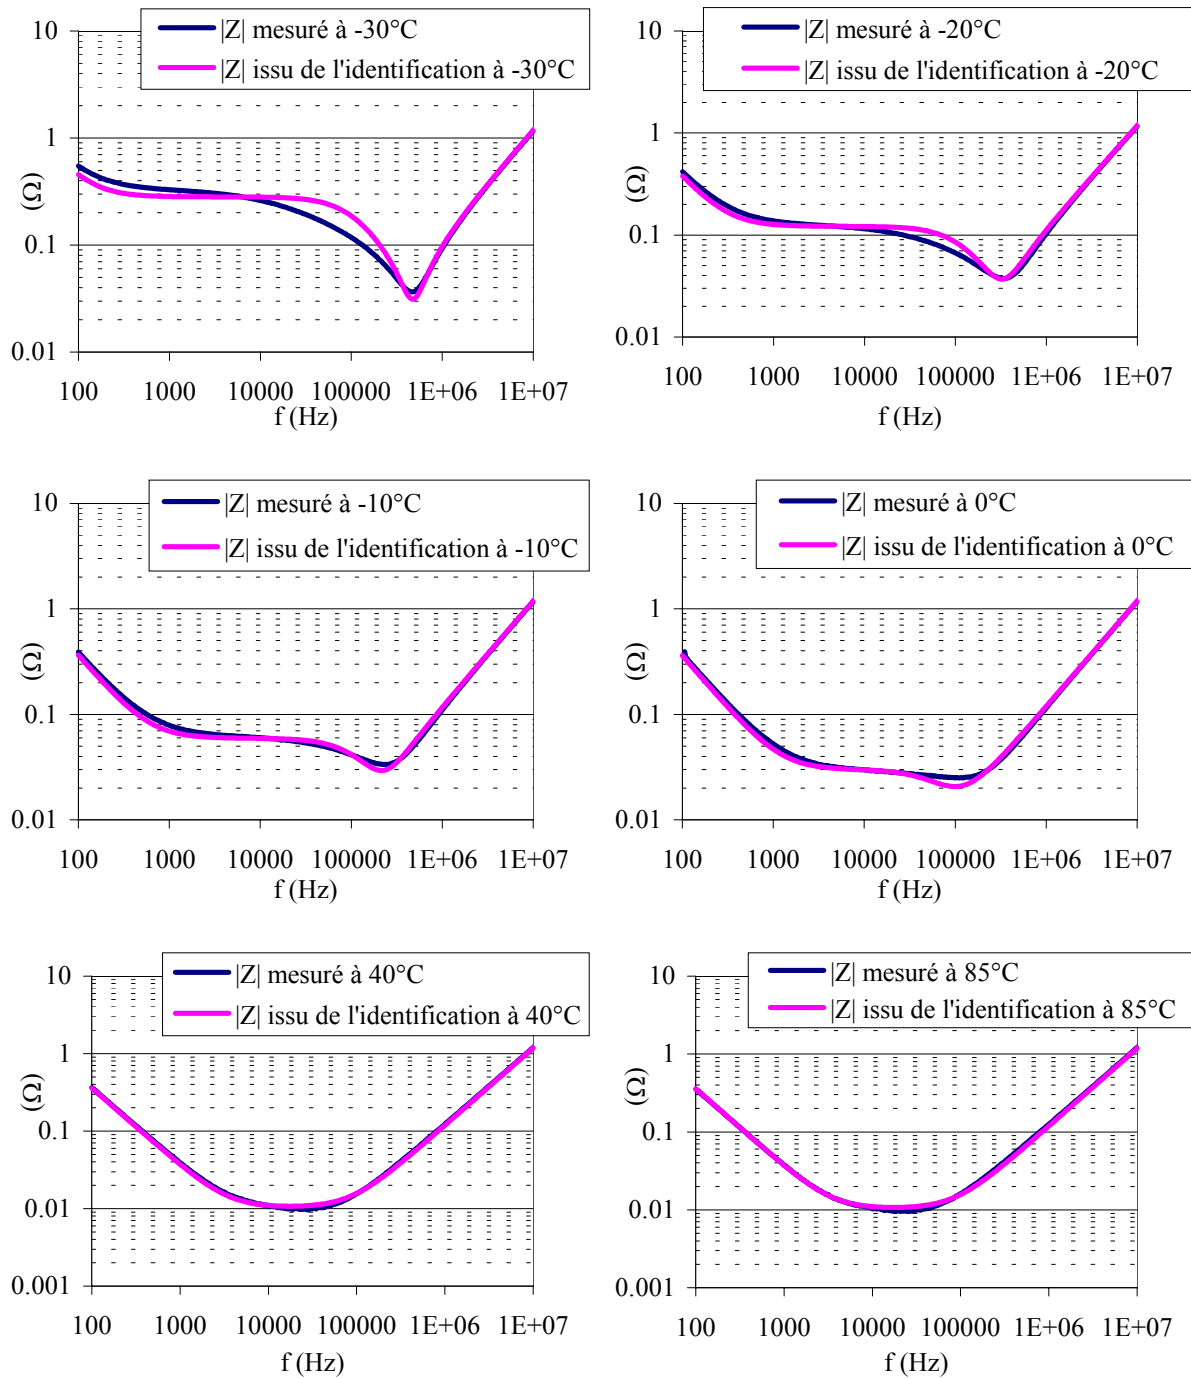 |Z| mesuré à -30°C
|Z| issu de l'identification à -30°C
10
1
0.1
0.01
(Ω)
100 1000 10000 100000 1E+06 1E+07
f (Hz)
|Z| mesuré à -20°C
|Z| issu de l'identification à -20°C
10
1
0.1
0.01
(Ω)
100 1000 10000 100000 1E+06 1E+07
f (Hz)
|Z| mesuré à -10°C
|Z| issu de l'identification à -10°C
10
1
0.1
0.01
(Ω)
100 1000 10000 100000 1E+06 1E+07
f (Hz)
|Z| mesuré à 0°C
|Z| issu de l'identification à 0°C
10
1
0.1
0.01
(Ω)
100 1000 10000 100000 1E+06 1E+07
f (Hz)
|Z| mesuré à 40°C
|Z| issu de l'identification à 40°C
10
1
0.1
0.01
0.001
(Ω)
100 1000 10000 100000 1E+06 1E+07
f (Hz)
|Z| mesuré à 85°C
|Z| issu de l'identification à 85°C
10
1
0.1
0.01
0.001
(Ω)
100 1000 10000 100000 1E+06 1E+07
f (Hz)